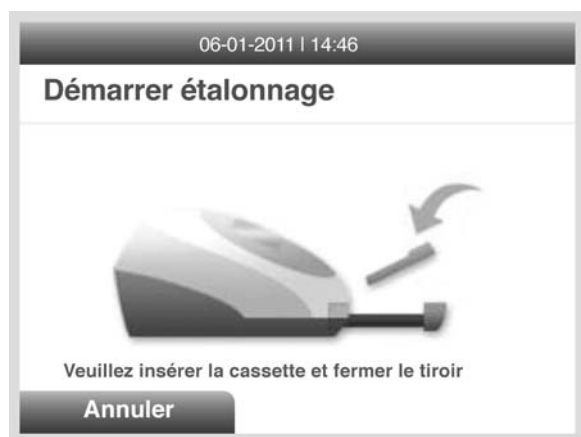 06-01-2011 | 14:46
Démarrer étalonnage
Veuillez insérer la cassette et fermer le tiroir
Annuler